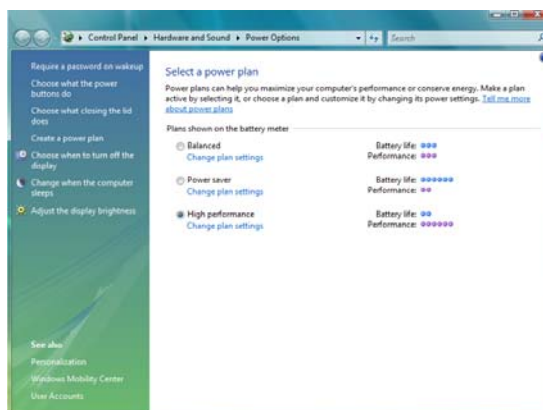 Control Panel ▸ Hardware and Sound ▸ Power Options
Search
Require a password on wakeup
Choose what the power
buttons do
Choose what closing the lid
does
Create a power plan
Choose when to turn off the
display
Change when the computer
sleeps
Adjust the display brightness
See also
Personalization
Windows Mobility Center
User Accounts
Select a power plan
Power plans can help you maximize your computer's performance or conserve energy. Make a plan
active by selecting it, or choose a plan and customize it by changing its power settings. Tell me more
about power plans
Plans shown on the battery meter
Balanced
Battery life:
Change plan settings
Performance:
Power saver
Battery life:
Change plan settings
Performance:
High performance
Battery life:
Change plan settings
Performance: